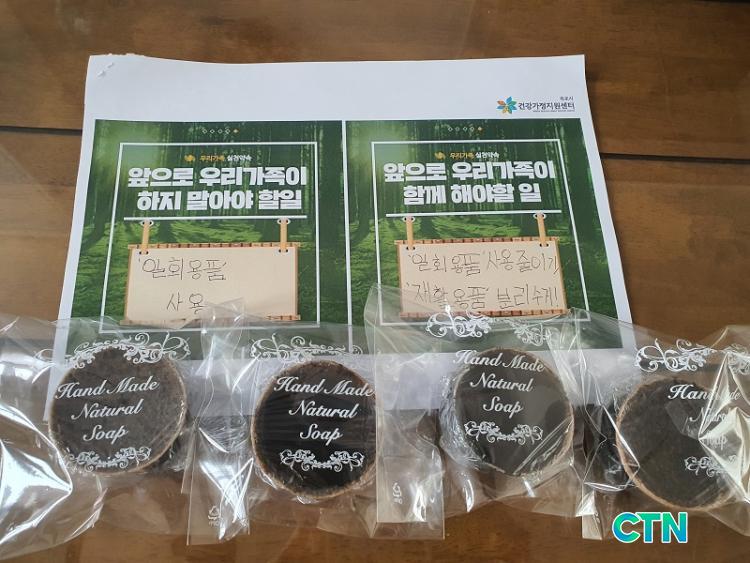 목포시
건강가정지원센터
우리가족 실천약속
앞으로 우리가족이
하지 말아야 할일
'일회용품'
사용
우리가족 실천약속
앞으로 우리가족이
함께 해야할 일
'일회용품' 사용줄이기
'재활용품' 분리수거!
Hand Made
Natural
Soap
Hand Made
Natural
Soap
Hand Made
Natural
Soap
Hand
Natural
Soap
CTN